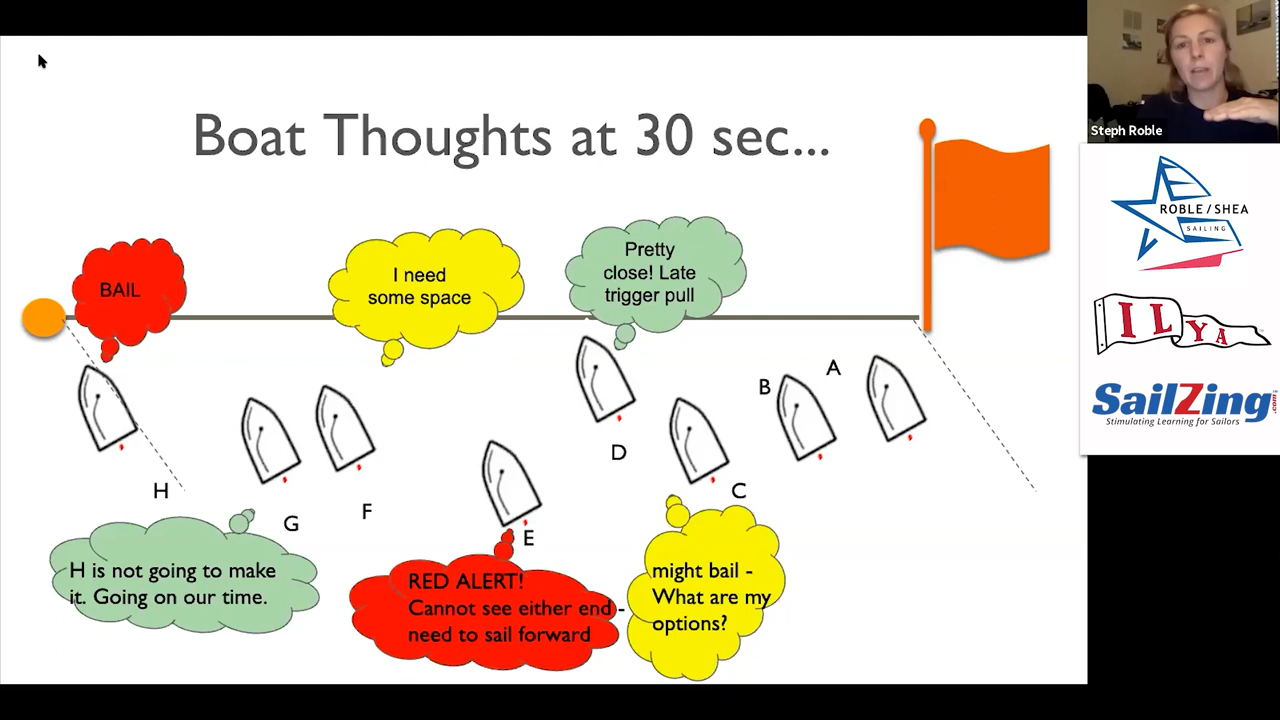 Boat Thoughts at 30 sec...
Steph Roble
ROBLE / SHEA
SAILING
ILYA
SailZing
.com!
Stimulating Learning for Sailors
BAIL
I need
some space
Pretty
close! Late
trigger pull
A
B
C
D
E
F
G
H
H is not going to make
it. Going on our time.
RED ALERT!
Cannot see either end -
need to sail forward
might bail -
What are my
options?